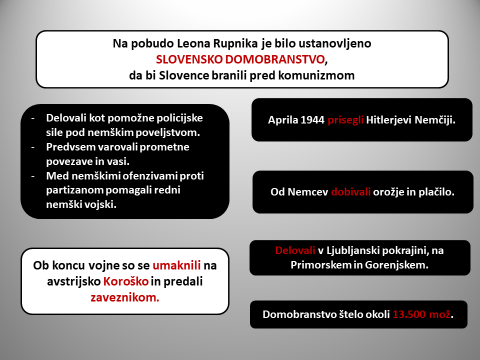 Na pobudo Leona Rupnika je bilo ustanovljeno
SLOVENSKO DOMOBRANSTVO,
da bi Slovence branili pred komunizmom
- Delovali kot pomožne policijske
sile pod nemškim poveljstvom.
- Predvsem varovali prometne
povezave in vasi.
- Med nemškimi ofenzivami proti
partizanom pomagali redni
nemški vojski.
Aprila 1944 prisegli Hitlerjevi Nemčiji.
Od Nemcev dobivali orožje in plačilo.
Delovali v Ljubljanski pokrajini, na
Primorskem in Gorenjskem.
Ob koncu vojne so se umaknili na
avstrijsko Koroško in predali
zaveznikom.
Domobranstvo štelo okoli 13.500 mož.